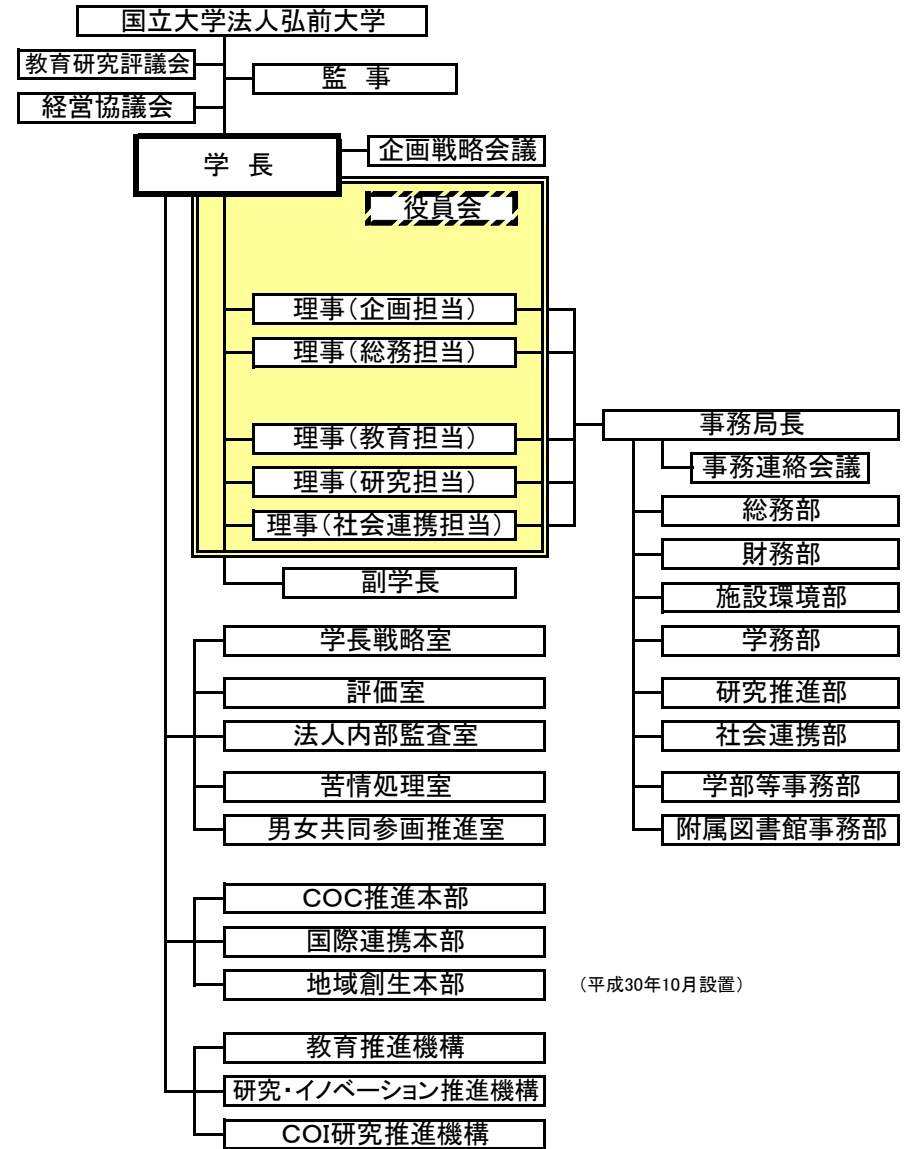 国立大学法人弘前大学
教育研究評議会
監　事
経営協議会
学　長
企画戦略会議
役員会
理事（企画担当）
理事（総務担当）
理事（教育担当）
理事（研究担当）
理事（社会連携担当）
副学長
事務局長
事務連絡会議
総務部
財務部
施設環境部
学務部
研究推進部
社会連携部
学部等事務部
附属図書館事務部
学長戦略室
評価室
法人内部監査室
苦情処理室
男女共同参画推進室
ＣＯＣ推進本部
国際連携本部
地域創生本部
（平成30年10月設置）
教育推進機構
研究・イノベーション推進機構
ＣＯＩ研究推進機構